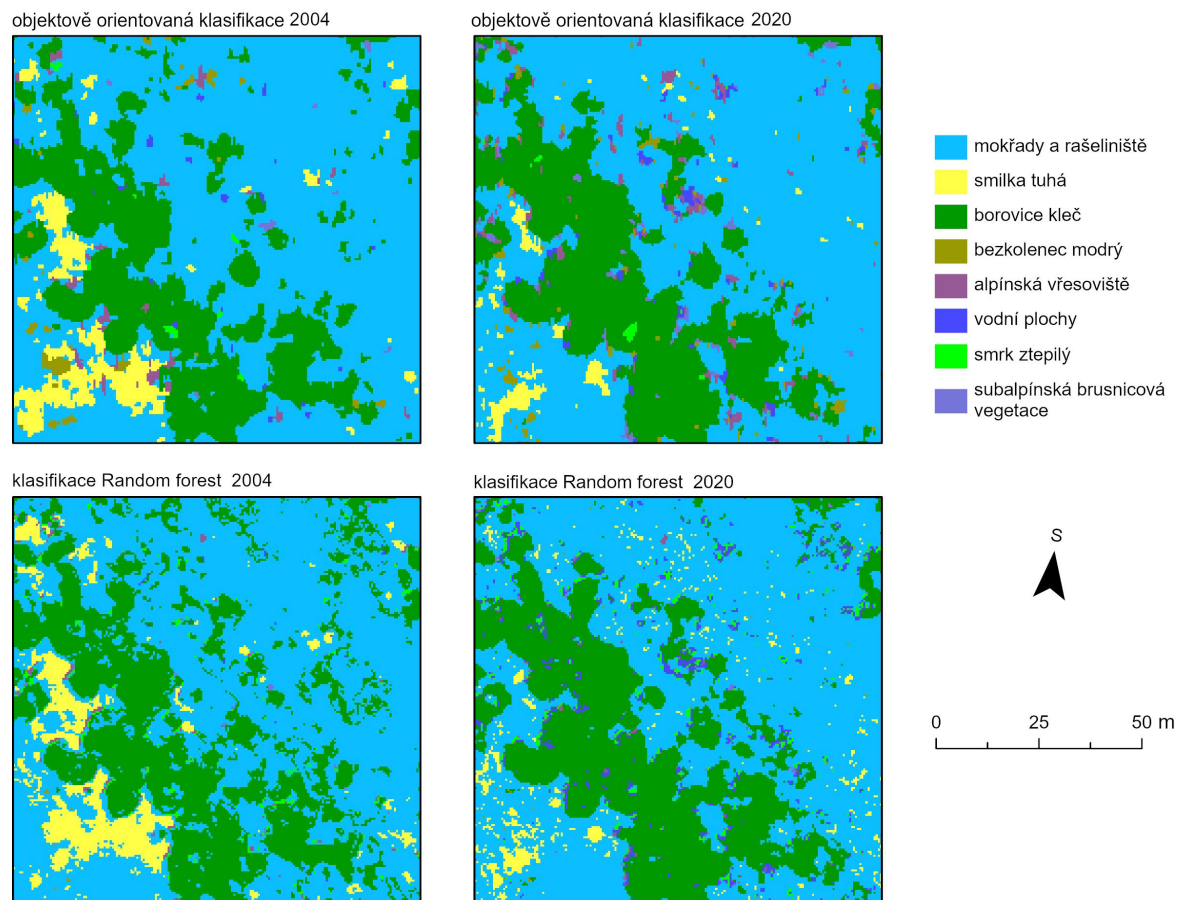 objektově orientovaná klasifikace 2004
objektově orientovaná klasifikace 2020
mokřady a rašeliniště
smilka tuhá
borovice kleč
bezkolenec modrý
alpínská vřesoviště
vodní plochy
smrk ztepilý
subalpínská brusnicová
vegetace
klasifikace Random forest 2004
klasifikace Random forest 2020
S
0 25 50 m